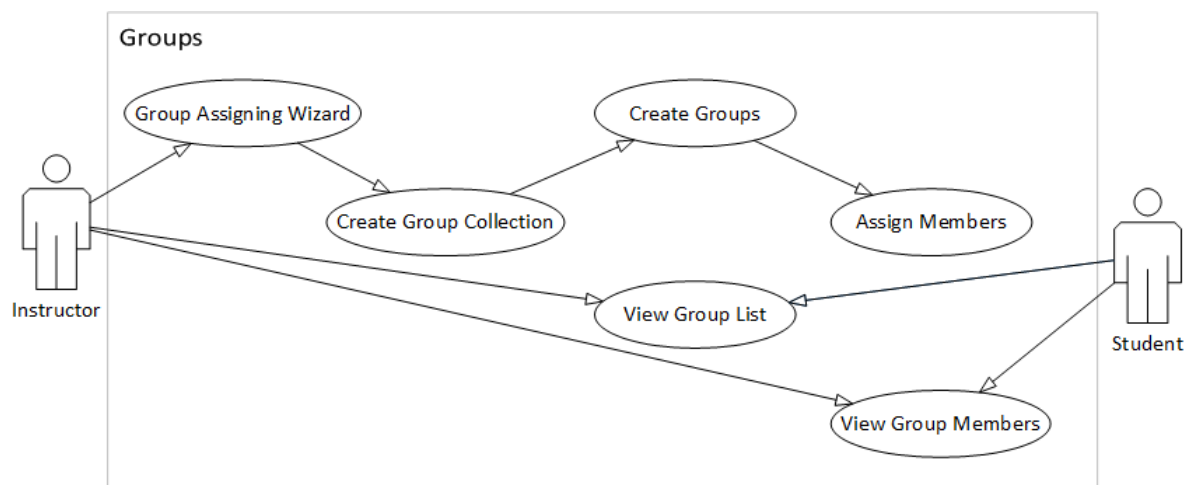 Groups
Group Assigning Wizard
Create Groups
Create Group Collection
Assign Members
Instructor
View Group List
Student
View Group Members